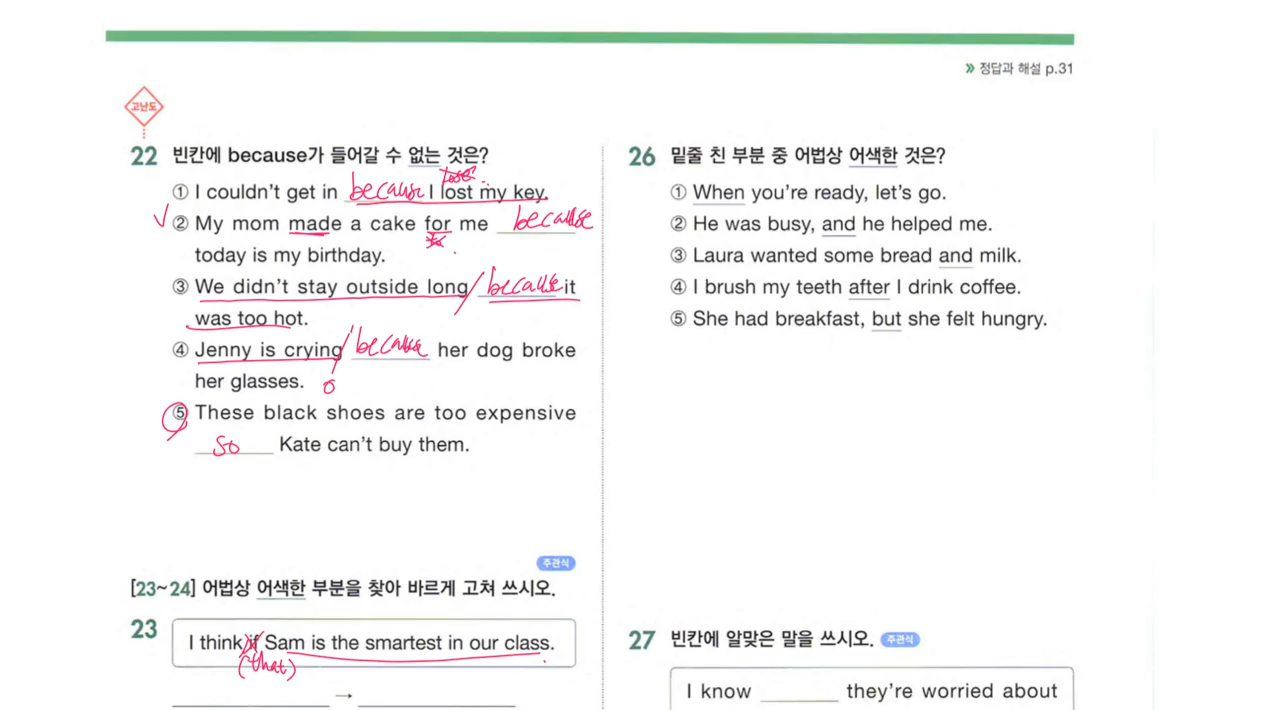 » 정답과 해설 p.31
고난도
22 빈칸에 because가 들어갈 수 없는 것은?
① I couldn't get in because I lost my key.
✓ ② My mom made a cake for me because
today is my birthday.
③ We didn't stay outside long / because it
was too hot.
④ Jenny is crying / because her dog broke
her glasses.
⑤ These black shoes are too expensive
so Kate can't buy them.
주관식
[23~24] 어법상 어색한 부분을 찾아 바르게 고쳐 쓰시오.
23 I think if Sam is the smartest in our class.
(that)
______ → ______
26 밑줄 친 부분 중 어법상 어색한 것은?
① When you're ready, let's go.
② He was busy, and he helped me.
③ Laura wanted some bread and milk.
④ I brush my teeth after I drink coffee.
⑤ She had breakfast, but she felt hungry.
27 빈칸에 알맞은 말을 쓰시오. 주관식
I know ______ they're worried about